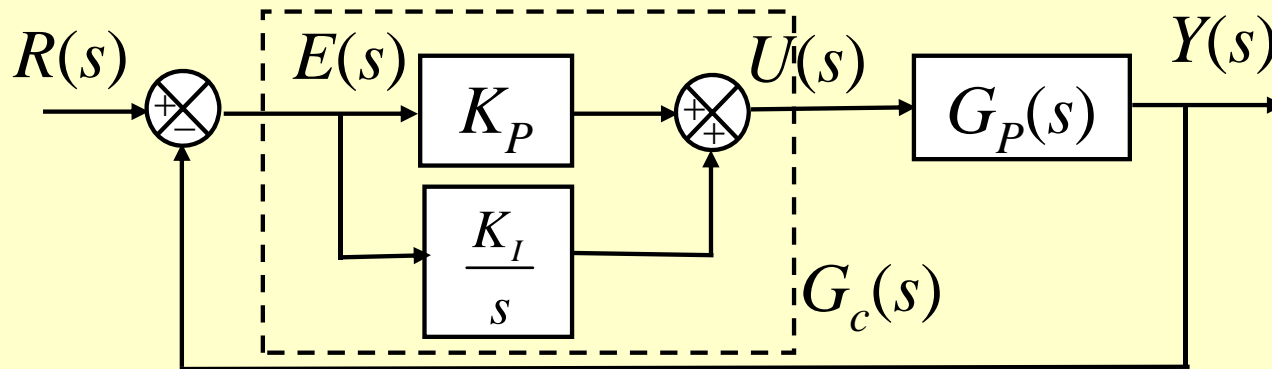 R(s)
E(s)
K_P
U(s)
G_P(s)
Y(s)
+
−
+
+
K_I
s
G_c(s)